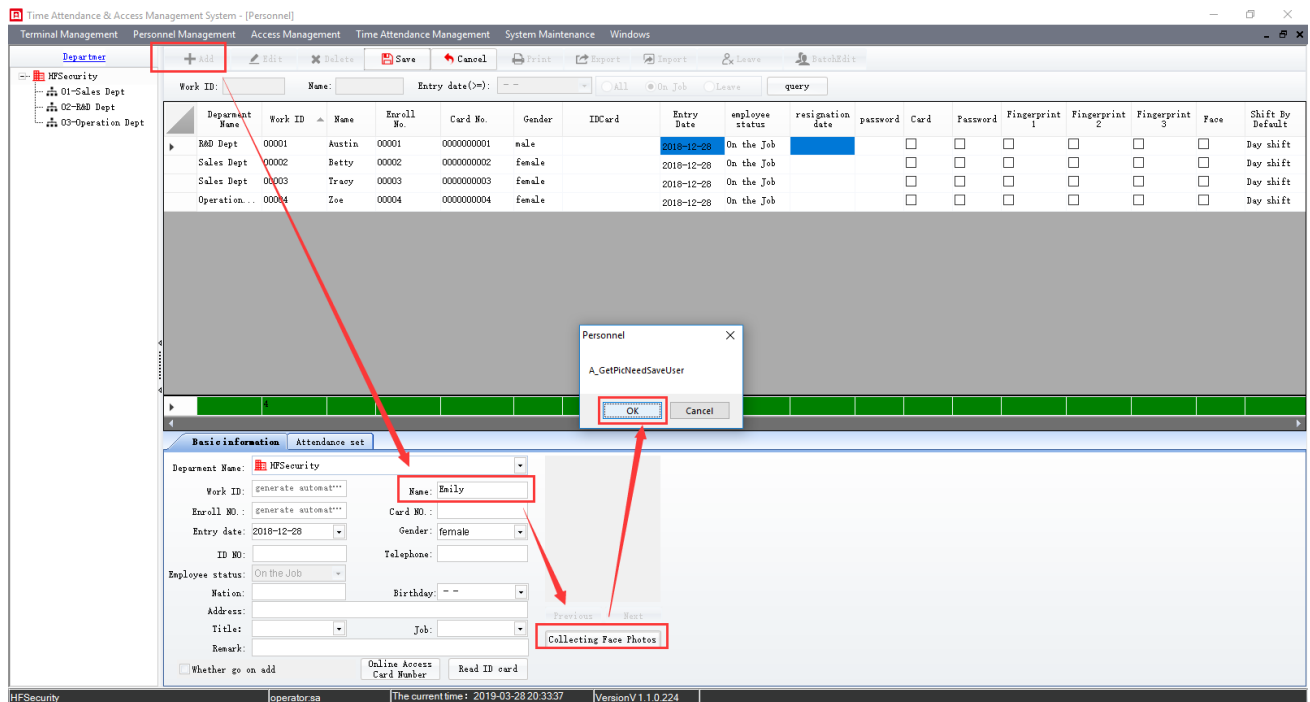 Time Attendance & Access Management System - [Personnel]
Terminal Management Personnel Management Access Management Time Attendance Management System Maintenance Windows
Departmer
Add Edit Delete Save Cancel Print Export Import Leave BatchEdit
HFSecurity
01-Sales Dept
02-R&D Dept
03-Operation Dept
Work ID: Name: Entry date(>=): -- All On Job Leave query
Deparment Name Work ID Name Enroll No. Card No. Gender IDCard Entry Date employee status resignation date password Card Password Fingerprint 1 Fingerprint 2 Fingerprint 3 Face Shift By Default
R&D Dept 00001 Austin 00001 0000000001 male 2018-12-28 On the Job Day shift
Sales Dept 00002 Betty 00002 0000000002 female 2018-12-28 On the Job Day shift
Sales Dept 00003 Tracy 00003 0000000003 female 2018-12-28 On the Job Day shift
Operation... 00004 Zoe 00004 0000000004 female 2018-12-28 On the Job Day shift
Personnel
A_GetPicNeedSaveUser
OK Cancel
4
Basic information Attendance set
Deparment Name: HFSecurity
Work ID: generate automat... Name: Emily
Enroll NO.: generate automat... Card NO.:
Entry date: 2018-12-28 Gender: female
ID NO: Telephone:
Employee status: On the Job
Nation: Birthday: --
Address:
Previous Next
Title: Job:
Collecting Face Photos
Remark:
Whether go on add Online Access Card Number Read ID card
HFSecurity operator:sa The current time: 2019-03-28 20:33:37 Version V 1.1.0.224